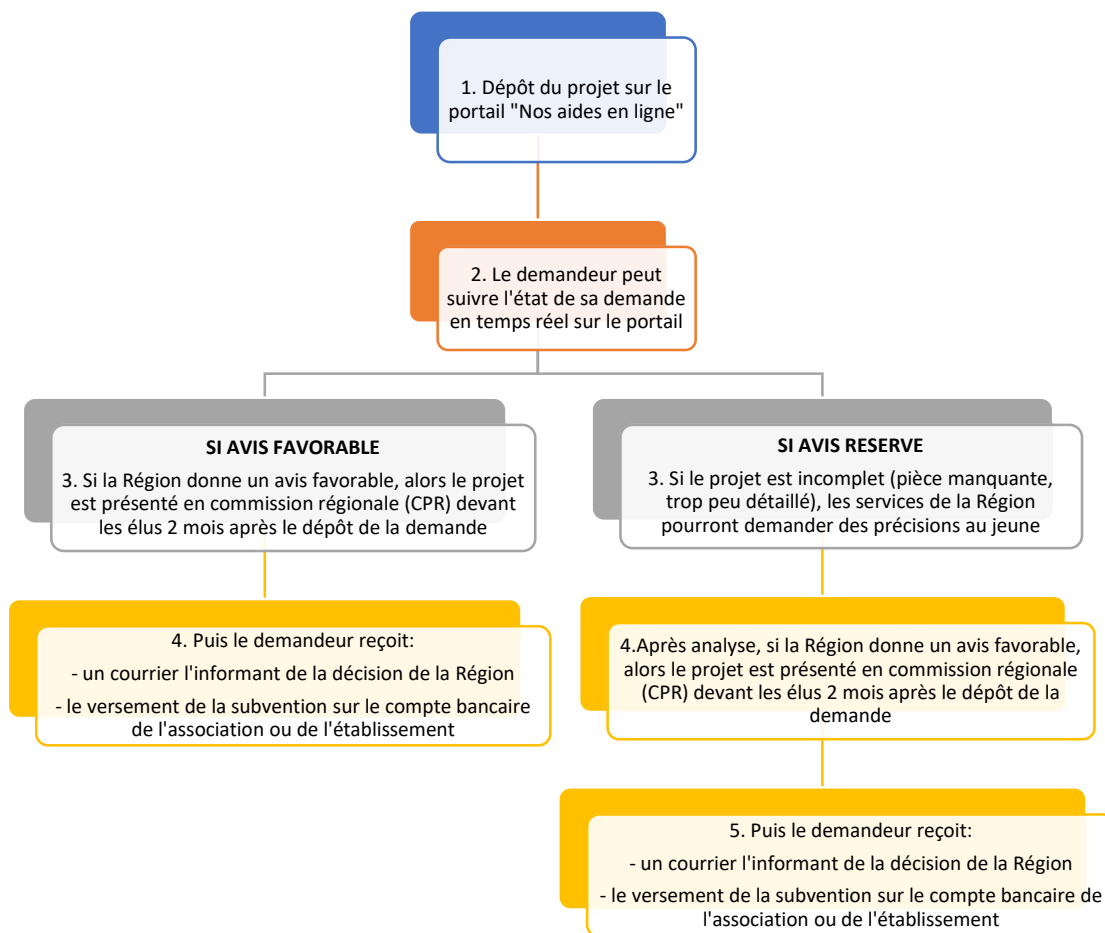 1. Dépôt du projet sur le
portail "Nos aides en ligne"
2. Le demandeur peut
suivre l'état de sa demande
en temps réel sur le portail
SI AVIS FAVORABLE
3. Si la Région donne un avis favorable, alors le projet
est présenté en commission régionale (CPR) devant
les élus 2 mois après le dépôt de la demande
4. Puis le demandeur reçoit:
- un courrier l'informant de la décision de la Région
- le versement de la subvention sur le compte bancaire
de l'association ou de l'établissement
SI AVIS RESERVE
3. Si le projet est incomplet (pièce manquante,
trop peu détaillé), les services de la Région
pourront demander des précisions au jeune
4.Après analyse, si la Région donne un avis favorable,
alors le projet est présenté en commission régionale
(CPR) devant les élus 2 mois après le dépôt de la
demande
5. Puis le demandeur reçoit:
- un courrier l'informant de la décision de la Région
- le versement de la subvention sur le compte bancaire de
l'association ou de l'établissement